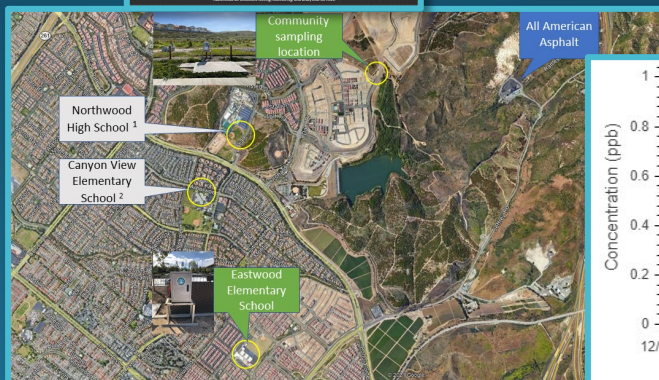 Community
sampling
location
All American
Asphalt
Northwood
High School 1
Canyon View
Elementary
School 2
Eastwood
Elementary
School
261
Concentration (ppb)
1
0.8
0.6
0.4
0.2
0
12/